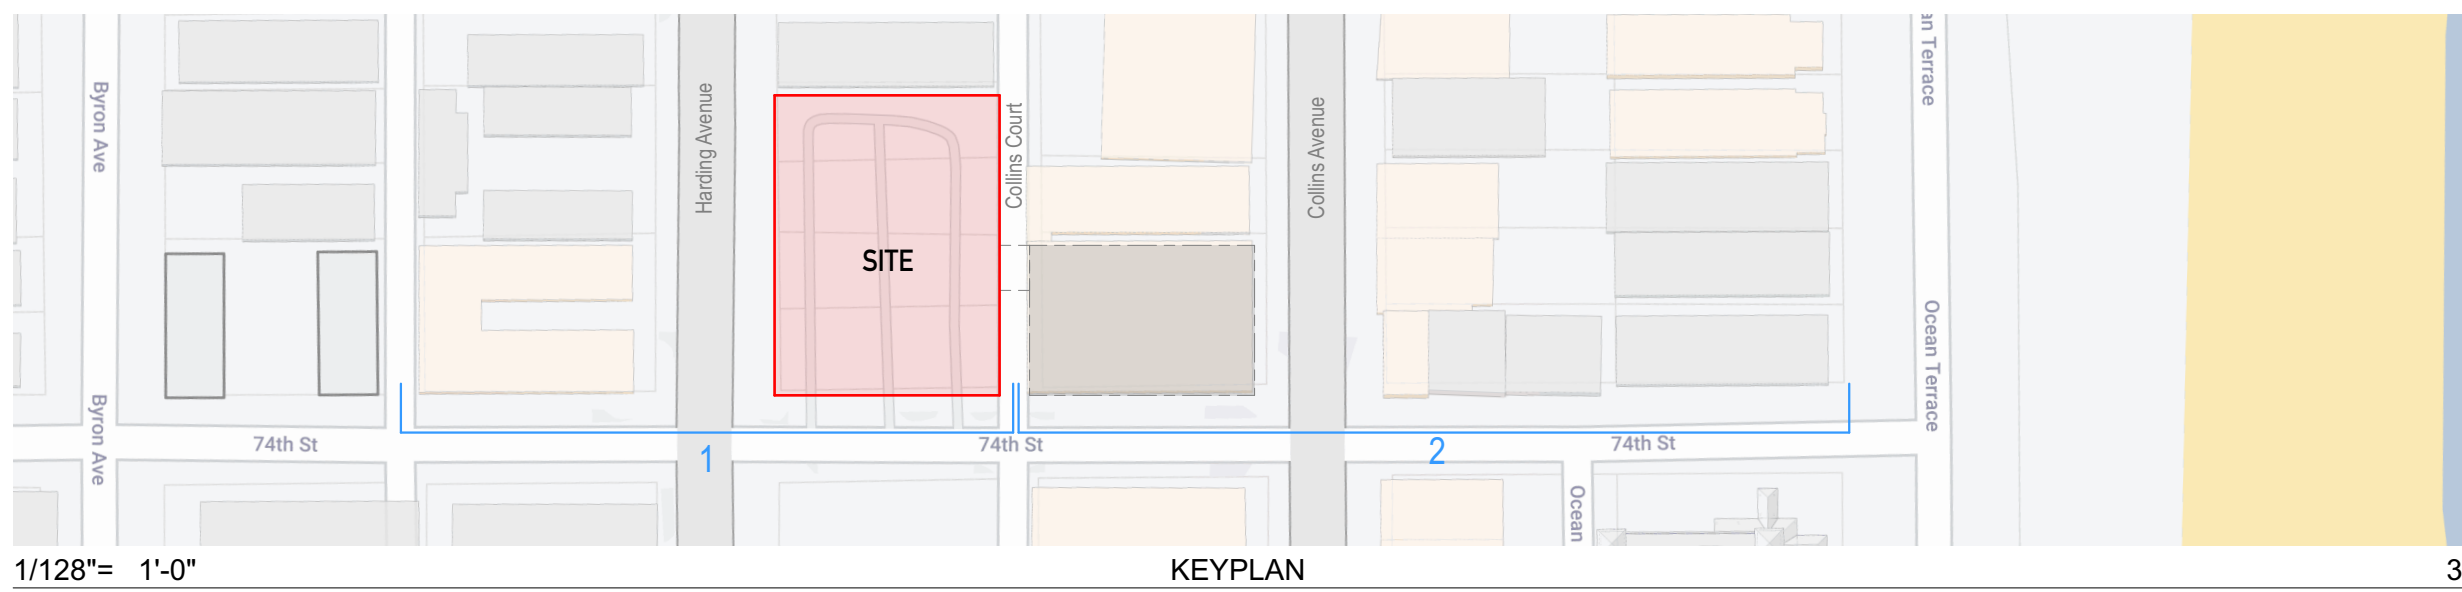 an Terrace
Byron Ave
Harding Avenue
Collins Court
Collins Avenue
SITE
Ocean Terrace
Byron Ave
74th St
1
74th St
2
74th St
Ocean
1/128"= 1'-0"
KEYPLAN
3